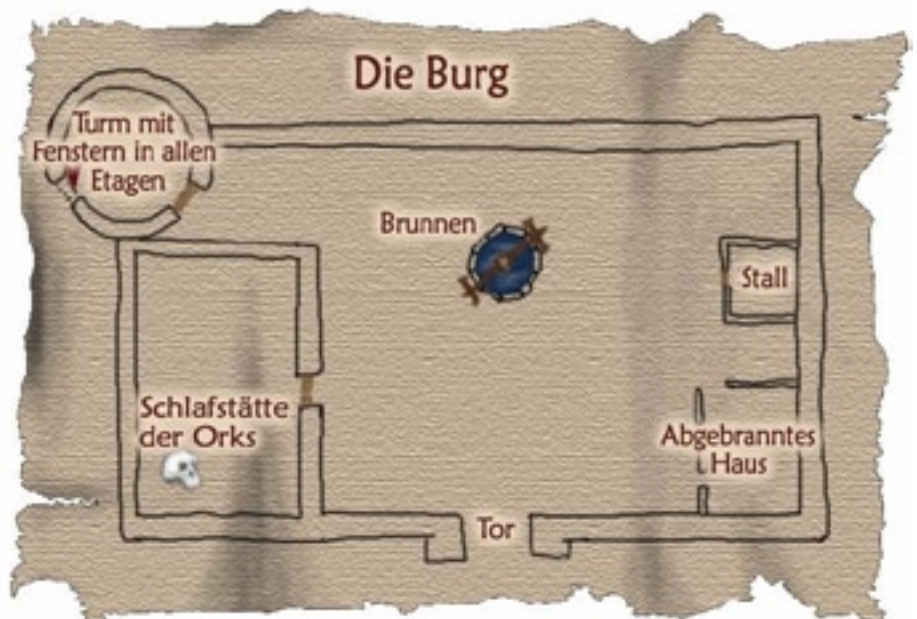 Die Burg
Turm mit
Fenstern in allen
Etagen
Brunnen
Stall
Schlafstätte
der Orks
Abgebranntes
Haus
Tor